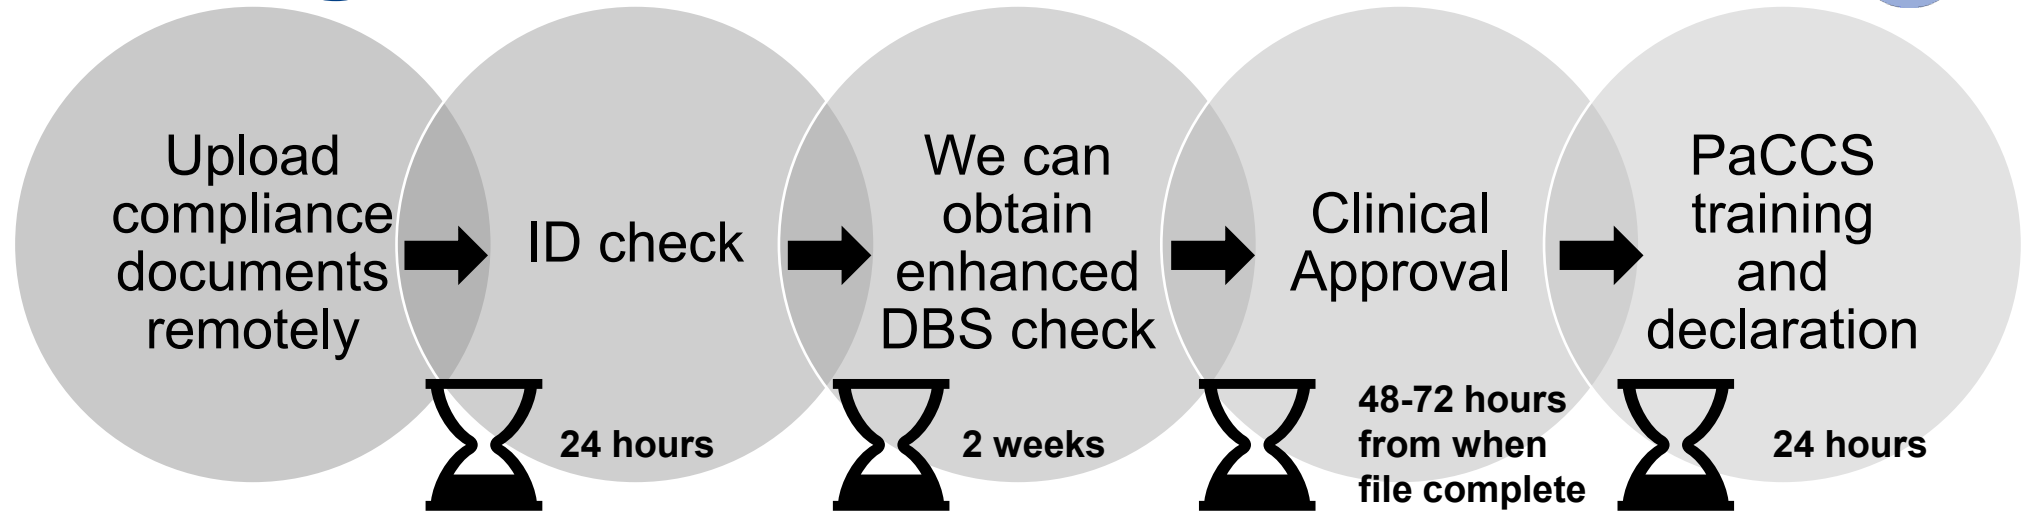 Upload
compliance
documents
remotely
ID check
We can
obtain
enhanced
DBS check
Clinical
Approval
PaCCS
training
and
declaration
24 hours
2 weeks
48-72 hours
from when
file complete
24 hours